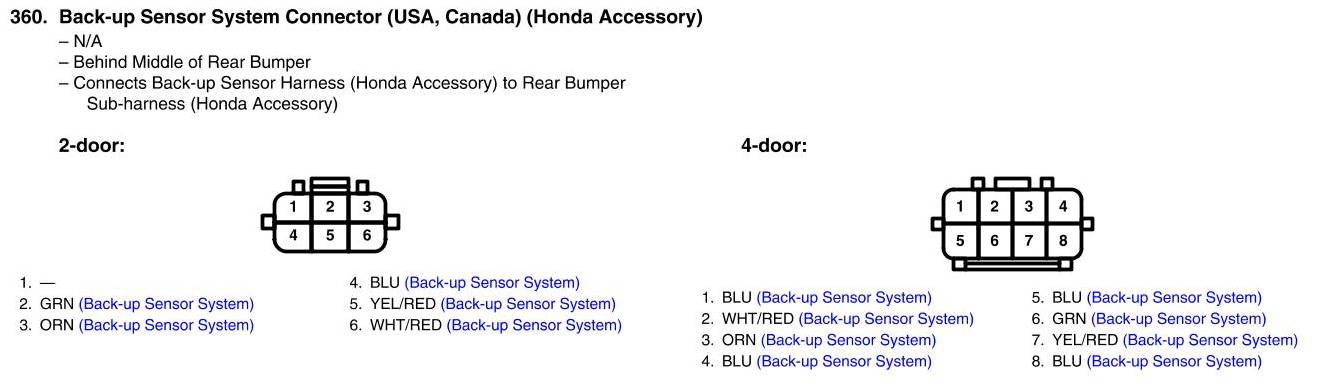 360. Back-up Sensor System Connector (USA, Canada) (Honda Accessory)
– N/A
– Behind Middle of Rear Bumper
– Connects Back-up Sensor Harness (Honda Accessory) to Rear Bumper
Sub-harness (Honda Accessory)
2-door:
1 2 3
4 5 6
1. —
2. GRN (Back-up Sensor System)
3. ORN (Back-up Sensor System)
4. BLU (Back-up Sensor System)
5. YEL/RED (Back-up Sensor System)
6. WHT/RED (Back-up Sensor System)
4-door:
1 2 3 4
5 6 7 8
1. BLU (Back-up Sensor System)
2. WHT/RED (Back-up Sensor System)
3. ORN (Back-up Sensor System)
4. BLU (Back-up Sensor System)
5. BLU (Back-up Sensor System)
6. GRN (Back-up Sensor System)
7. YEL/RED (Back-up Sensor System)
8. BLU (Back-up Sensor System)